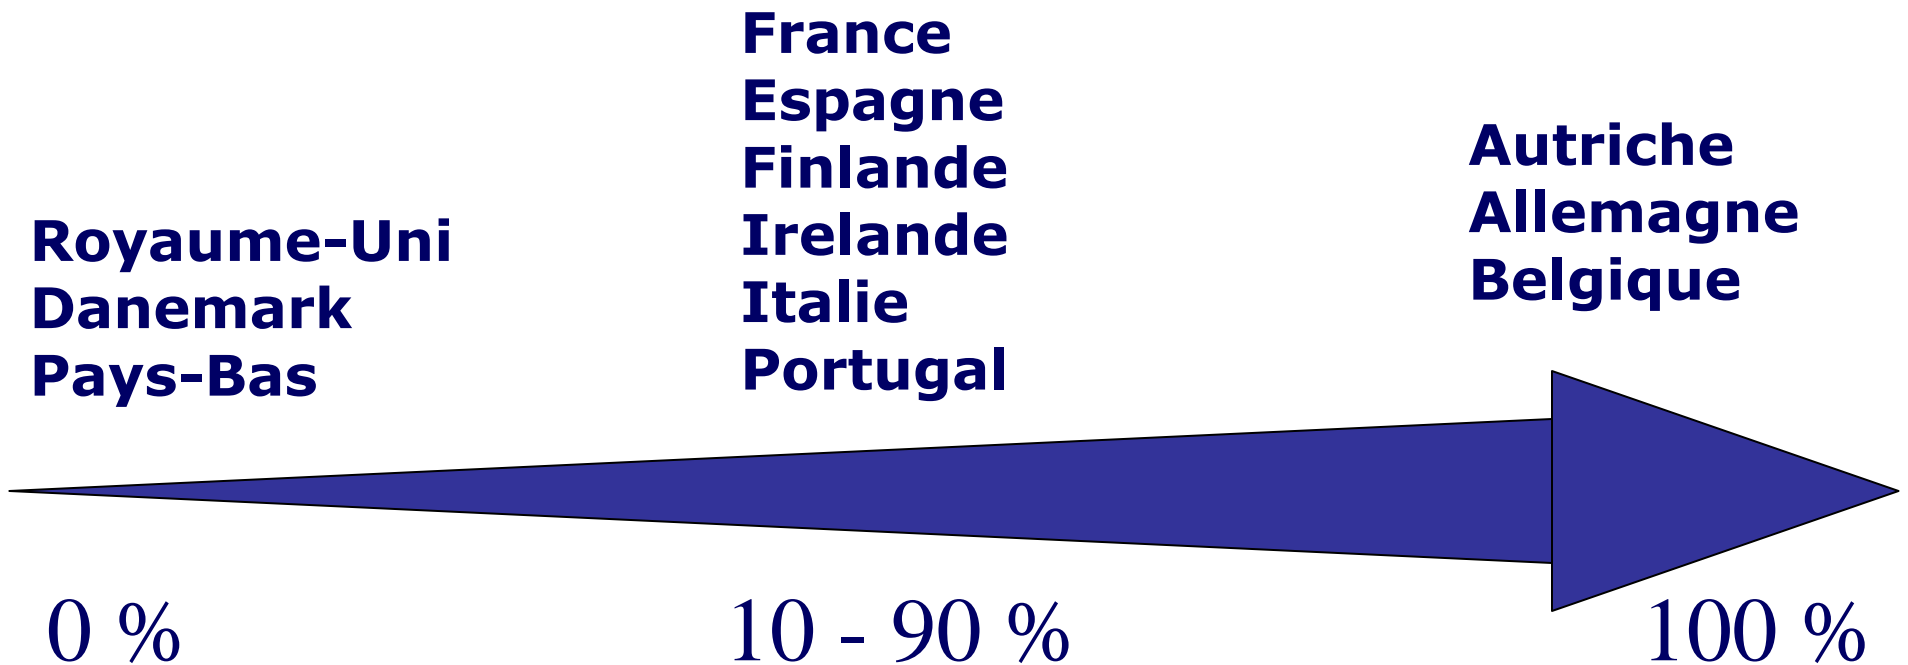 Royaume-Uni
Danemark
Pays-Bas
France
Espagne
Finlande
Irelande
Italie
Portugal
Autriche
Allemagne
Belgique
0 %
10 - 90 %
100 %